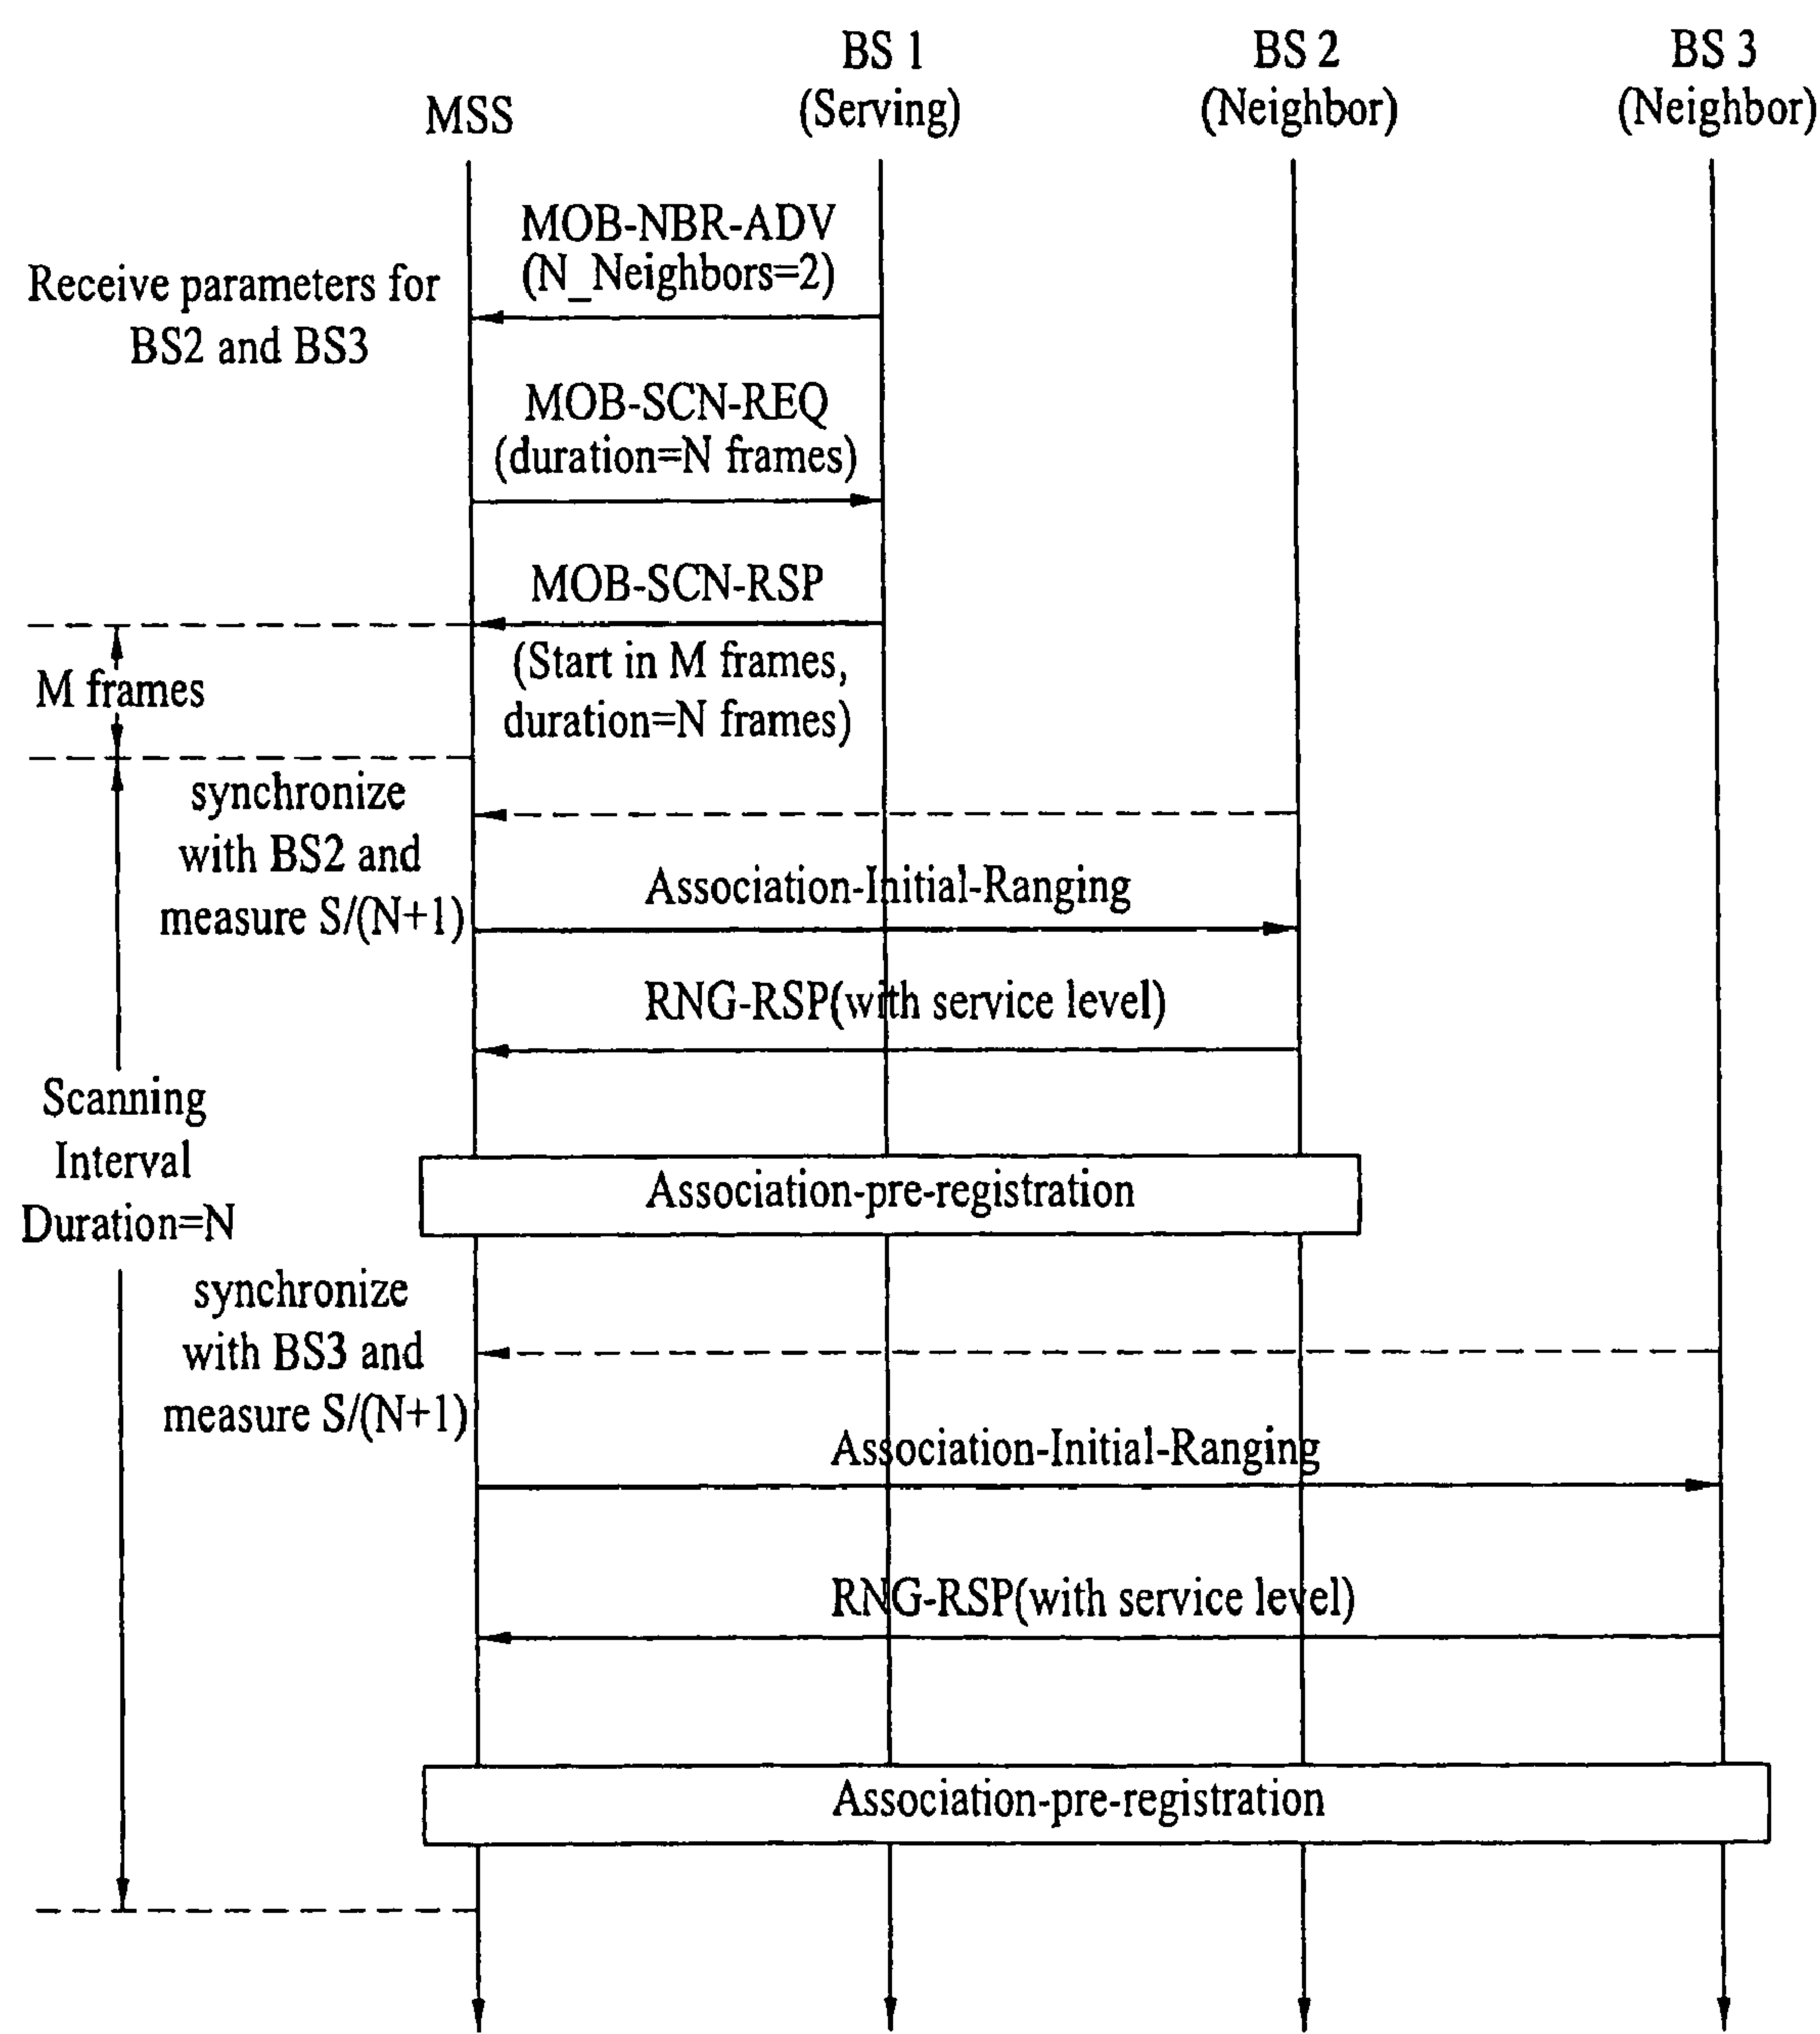 BS 1
BS 2
BS 3
MSS
(Serving)
(Neighbor)
(Neighbor)
MOB-NBR-ADV
(N_Neighbors=2)
Receive parameters for
BS2 and BS3
MOB-SCN-REQ
(duration=N frames)
MOB-SCN-RSP
(Start in M frames,
duration=N frames)
M frames
synchronize
with BS2 and
measure S/(N+1)
Association-Initial-Ranging
RNG-RSP(with service level)
Scanning
Interval
Duration=N
Association-pre-registration
synchronize
with BS3 and
measure S/(N+1)
Association-Initial-Ranging
RNG-RSP(with service level)
Association-pre-registration